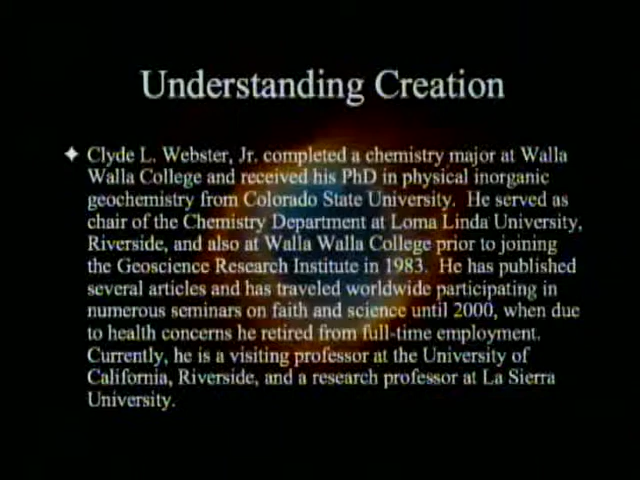 Understanding Creation
Clyde L. Webster, Jr. completed a chemistry major at Walla
Walla College and received his PhD in physical inorganic
geochemistry from Colorado State University. He served as
chair of the Chemistry Department at Loma Linda University,
Riverside, and also at Walla Walla College prior to joining
the Geoscience Research Institute in 1983. He has published
several articles and has traveled worldwide participating in
numerous seminars on faith and science until 2000, when due
to health concerns he retired from full-time employment.
Currently, he is a visiting professor at the University of
California, Riverside, and a research professor at La Sierra
University.